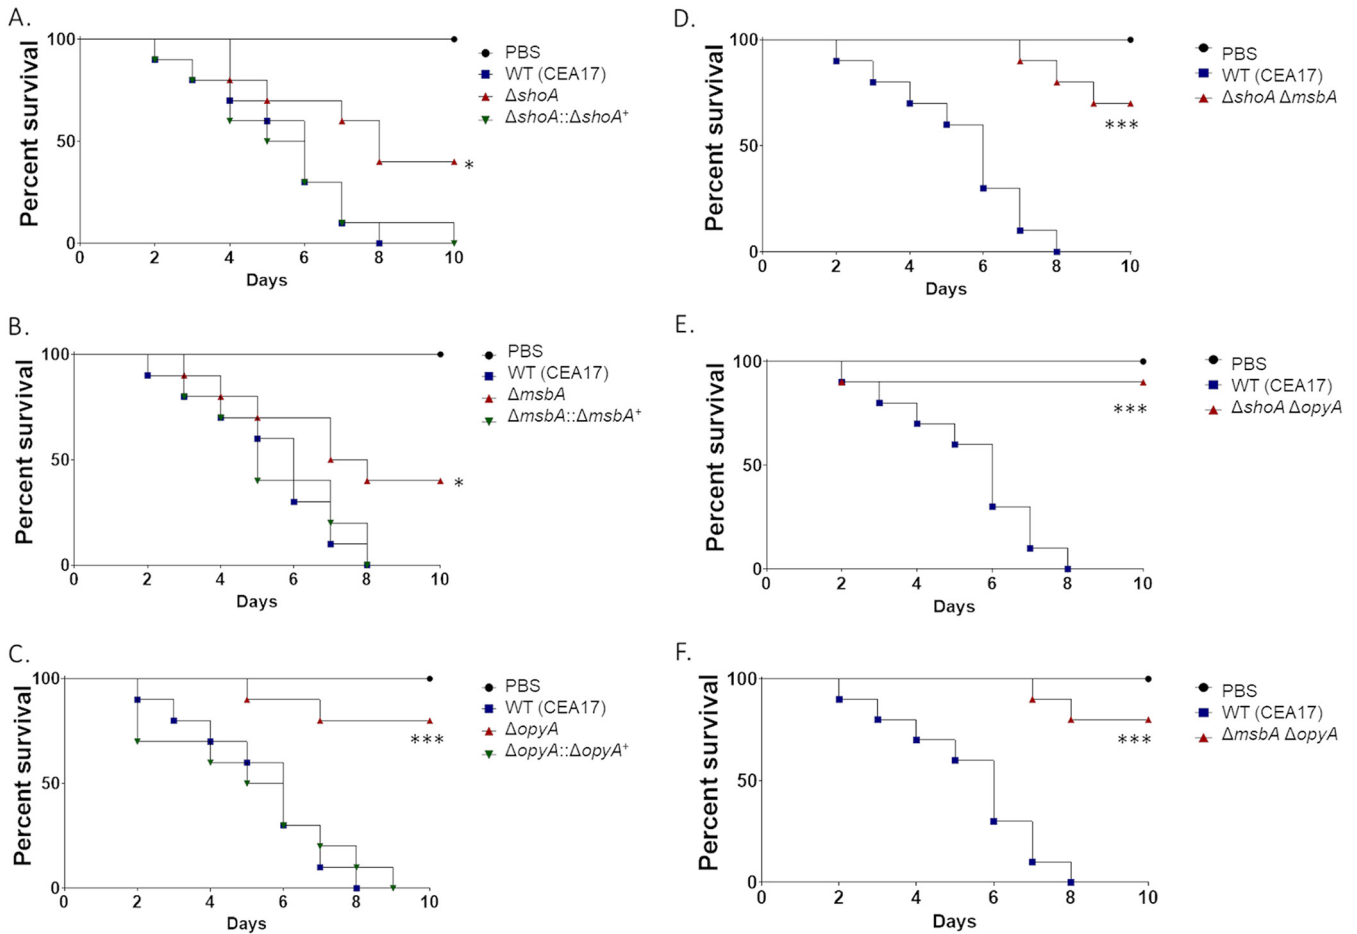 A.
Percent survival
100
50
0
0 2 4 6 8 10
Days
PBS
WT (CEA17)
ΔshoA
ΔshoA::ΔshoA⁺
*
B.
Percent survival
100
50
0
0 2 4 6 8 10
Days
PBS
WT (CEA17)
ΔmsbA
ΔmsbA::ΔmsbA⁺
*
C.
Percent survival
100
50
0
0 2 4 6 8 10
Days
PBS
WT (CEA17)
ΔopyA
ΔopyA::ΔopyA⁺
***
D.
Percent survival
100
50
0
0 2 4 6 8 10
Days
PBS
WT (CEA17)
ΔshoA ΔmsbA
***
E.
Percent survival
100
50
0
0 2 4 6 8 10
Days
PBS
WT (CEA17)
ΔshoA ΔopyA
***
F.
Percent survival
100
50
0
0 2 4 6 8 10
Days
PBS
WT (CEA17)
ΔmsbA ΔopyA
***